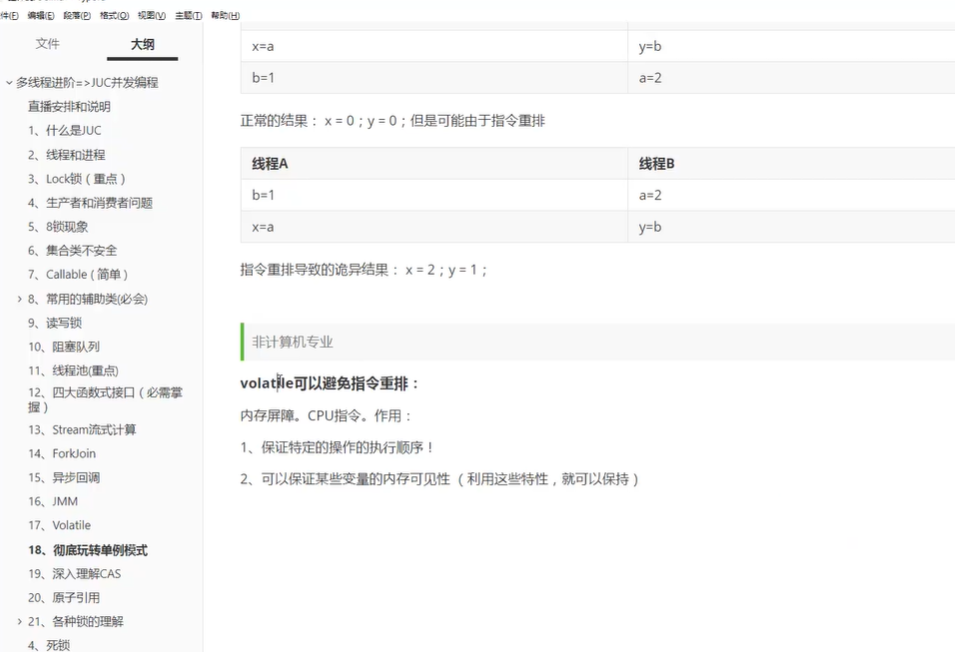 件(F) 编辑(E) 段落(P) 格式(O) 视图(V) 主题(T) 帮助(H)
文件 大纲
多线程进阶=>JUC并发编程
直播安排和说明
1、什么是JUC
2、线程和进程
3、Lock锁（重点）
4、生产者和消费者问题
5、8锁现象
6、集合类不安全
7、Callable（简单）
8、常用的辅助类(必会)
9、读写锁
10、阻塞队列
11、线程池(重点)
12、四大函数式接口（必需掌
握）
13、Stream流式计算
14、ForkJoin
15、异步回调
16、JMM
17、Volatile
18、彻底玩转单例模式
19、深入理解CAS
20、原子引用
21、各种锁的理解
4、死锁
x=a y=b
b=1 a=2
正常的结果： x = 0；y = 0；但是可能由于指令重排
线程A 线程B
b=1 a=2
x=a y=b
指令重排导致的诡异结果： x = 2；y = 1；
非计算机专业
volatile可以避免指令重排：
内存屏障。CPU指令。作用：
1、保证特定的操作的执行顺序！
2、可以保证某些变量的内存可见性 （利用这些特性，就可以保持 ）